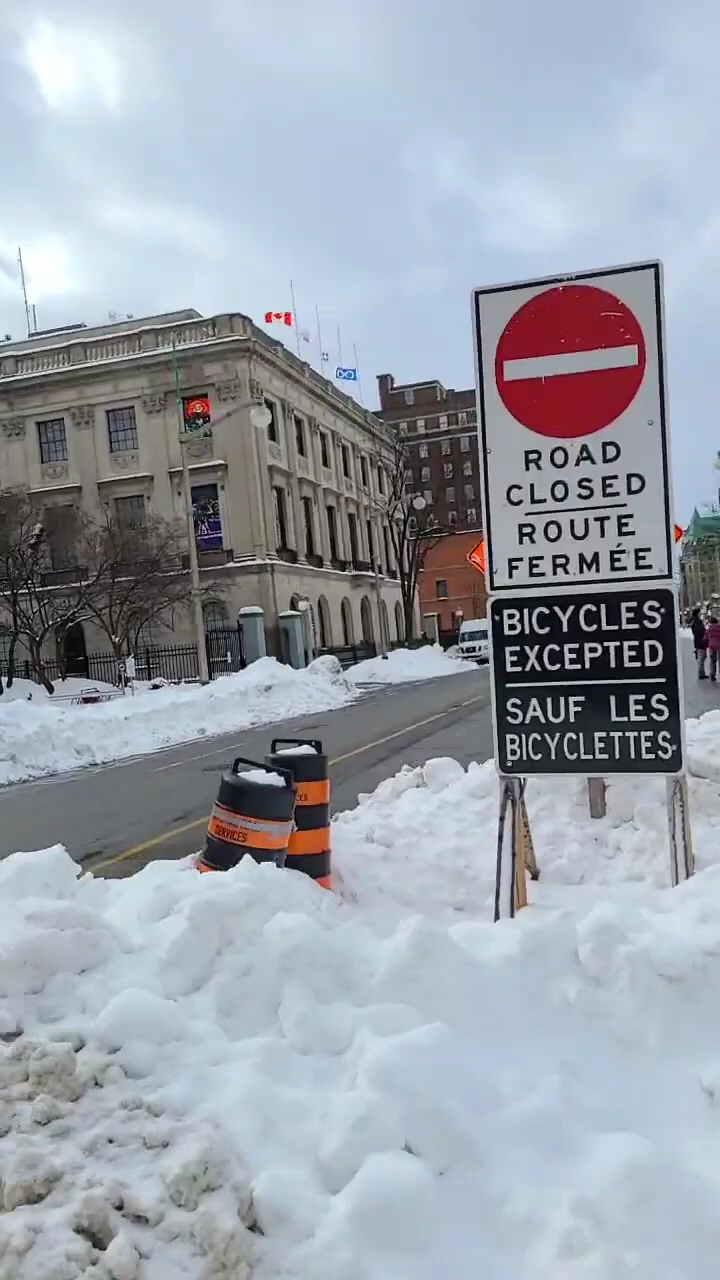 ROAD
CLOSED
ROUTE
FERMÉE
BICYCLES
EXCEPTED
SAUF LES
BICYCLETTES
SERVICES